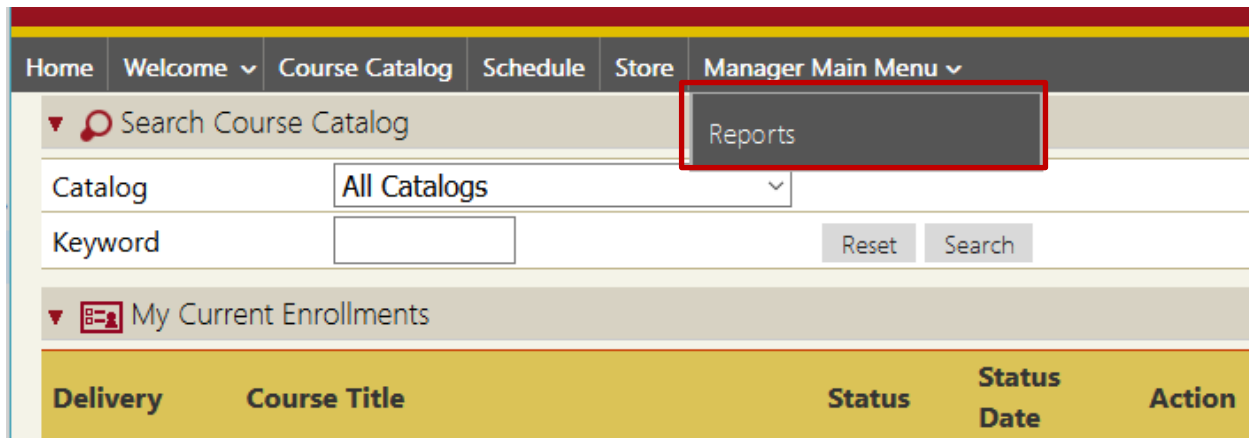 Home Welcome Course Catalog Schedule Store Manager Main Menu
Search Course Catalog
Reports
Catalog All Catalogs
Keyword Reset Search
My Current Enrollments
Delivery Course Title Status Status Date Action